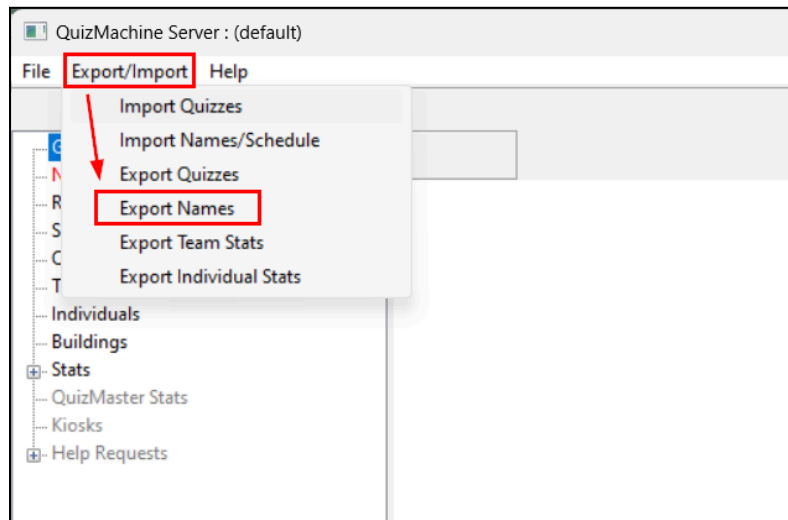 QuizMachine Server : (default)
File Export/Import Help
Import Quizzes
Import Names/Schedule
Export Quizzes
Export Names
Export Team Stats
Export Individual Stats
Individuals
Buildings
Stats
QuizMaster Stats
Kiosks
Help Requests